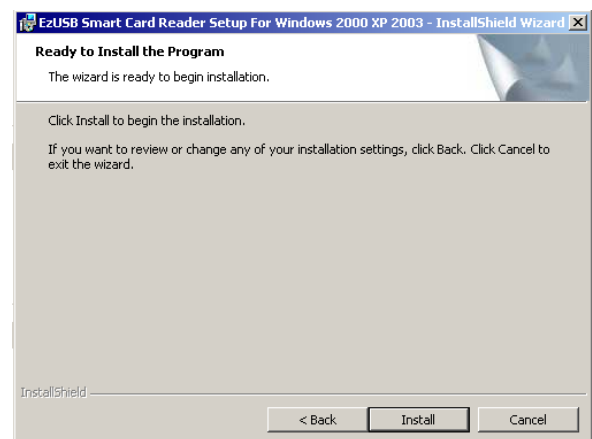 EzUSB Smart Card Reader Setup For Windows 2000 XP 2003 - InstallShield Wizard
Ready to Install the Program
The wizard is ready to begin installation.
Click Install to begin the installation.
If you want to review or change any of your installation settings, click Back. Click Cancel to
exit the wizard.
InstallShield
< Back
Install
Cancel